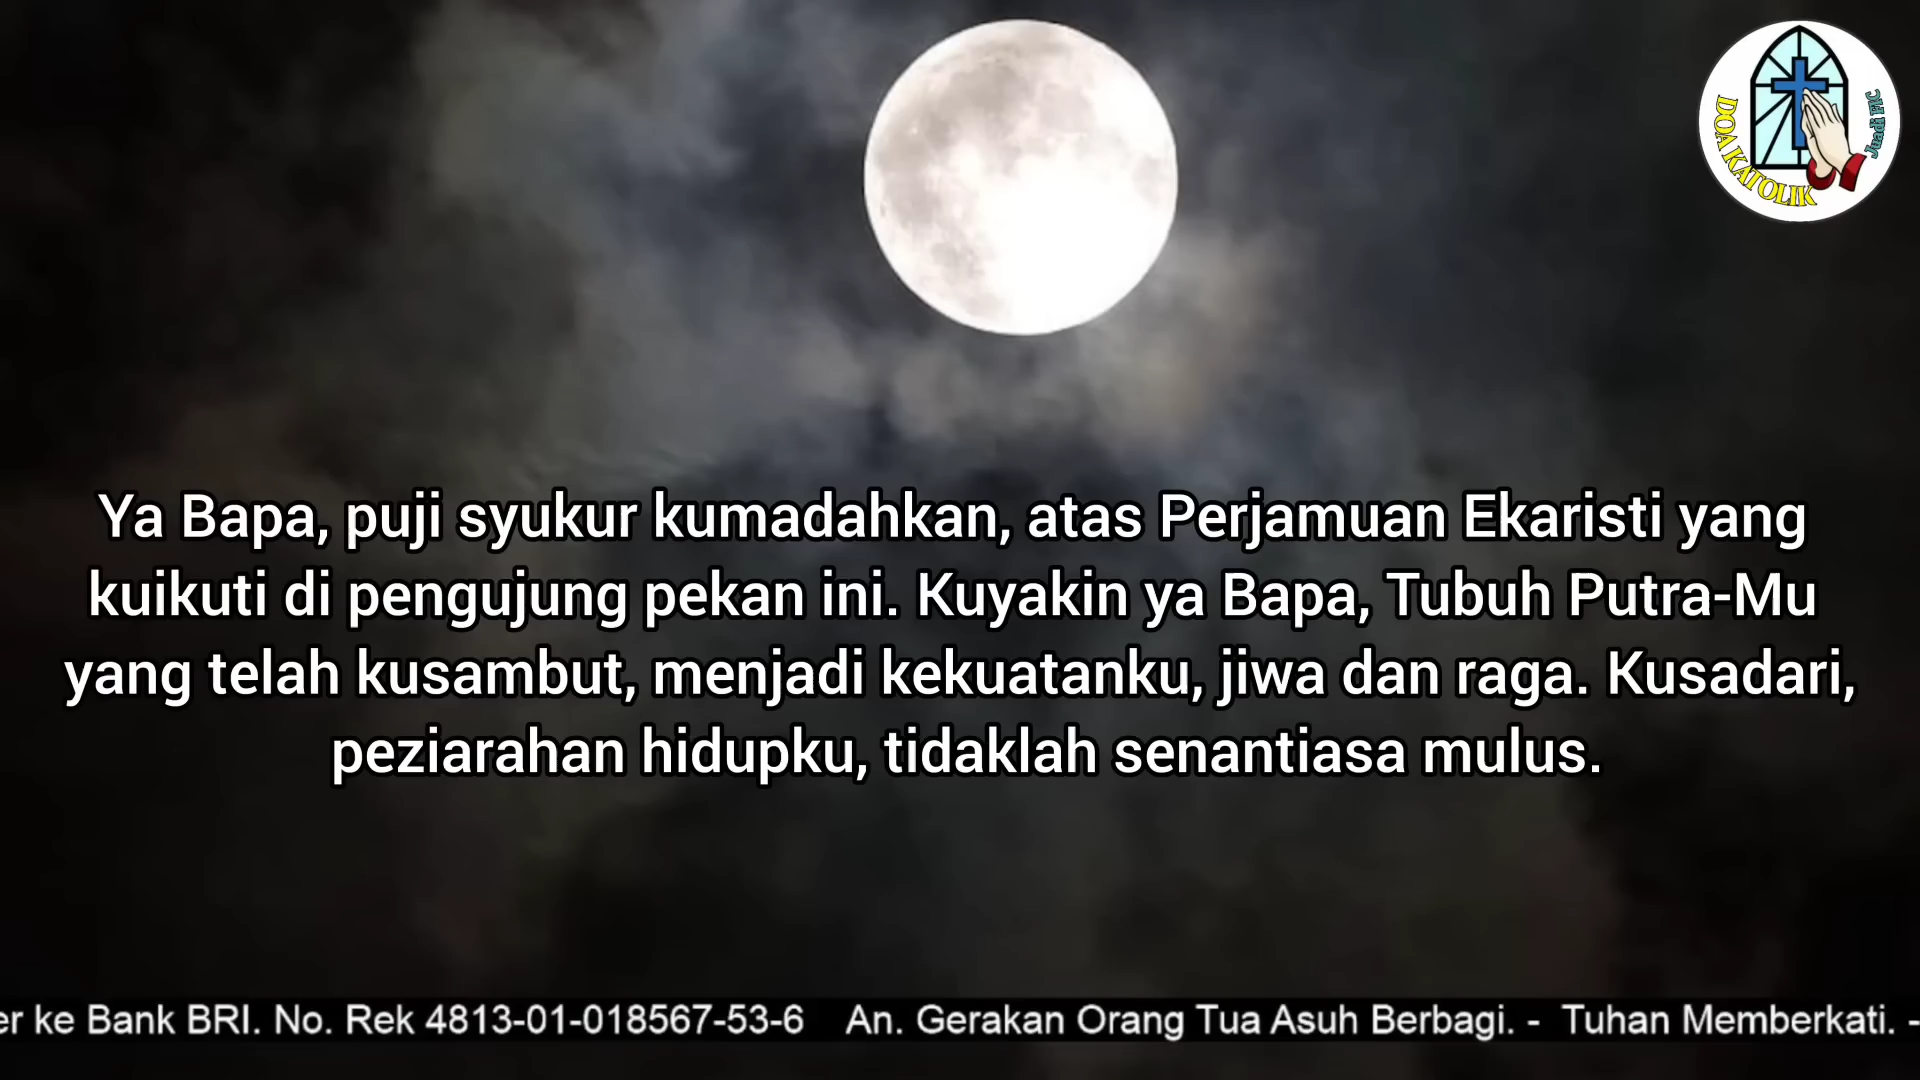 DOA KATOLIK
Juadi FIC
Ya Bapa, puji syukur kumadahkan, atas Perjamuan Ekaristi yang
kuikuti di pengujung pekan ini. Kuyakin ya Bapa, Tubuh Putra-Mu
yang telah kusambut, menjadi kekuatanku, jiwa dan raga. Kusadari,
peziarahan hidupku, tidaklah senantiasa mulus.
er ke Bank BRI. No. Rek 4813-01-018567-53-6 An. Gerakan Orang Tua Asuh Berbagi. - Tuhan Memberkati. -